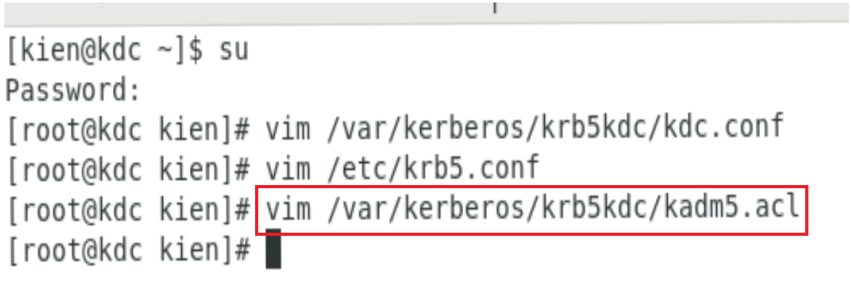 [kien@kdc ~]$ su
Password:
[root@kdc kien]# vim /var/kerberos/krb5kdc/kdc.conf
[root@kdc kien]# vim /etc/krb5.conf
[root@kdc kien]# vim /var/kerberos/krb5kdc/kadm5.acl
[root@kdc kien]#